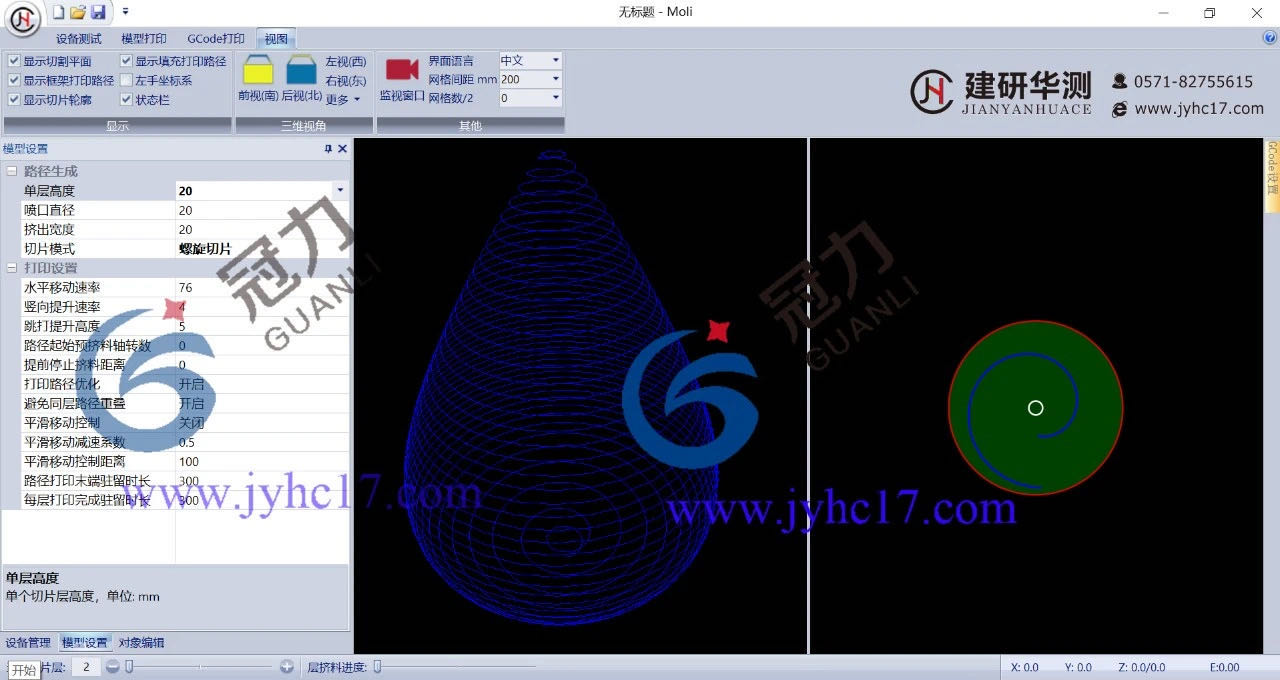 无标题 - Moli
设备测试 模型打印 GCode打印 视图
显示切割平面 显示填充打印路径
显示框架打印路径 左手坐标系
显示切片轮廓 状态栏
显示
前视(南) 后视(北)
左视(西)
右视(东)
更多
三维视角
监视窗口
界面语言 中文
网格间距 mm 200
网格数/2 0
其他
建研华测
JIANYANHUACE
0571-82755615
www.jyhc17.com
模型设置
路径生成
单层高度 20
喷口直径 20
挤出宽度 20
切片模式 螺旋切片
打印设置
水平移动速率 76
竖向提升速率 4
跳打提升高度 5
路径起始预挤料轴转数 0
提前停止挤料距离 0
打印路径优化 开启
避免同层路径重叠 开启
平滑移动控制 关闭
平滑移动减速系数 0.5
平滑移动控制距离 100
路径打印末端驻留时长 300
每层打印完成驻留时长 300
冠力
GUANLI
www.jyhc17.com
冠力
GUANLI
www.jyhc17.com
GCode设置
单层高度
单个切片层高度，单位: mm
设备管理 模型设置 对象编辑
开始
片层: 2
层挤料进度:
X: 0.0 Y: 0.0 Z: 0.0/0.0 E:0.00